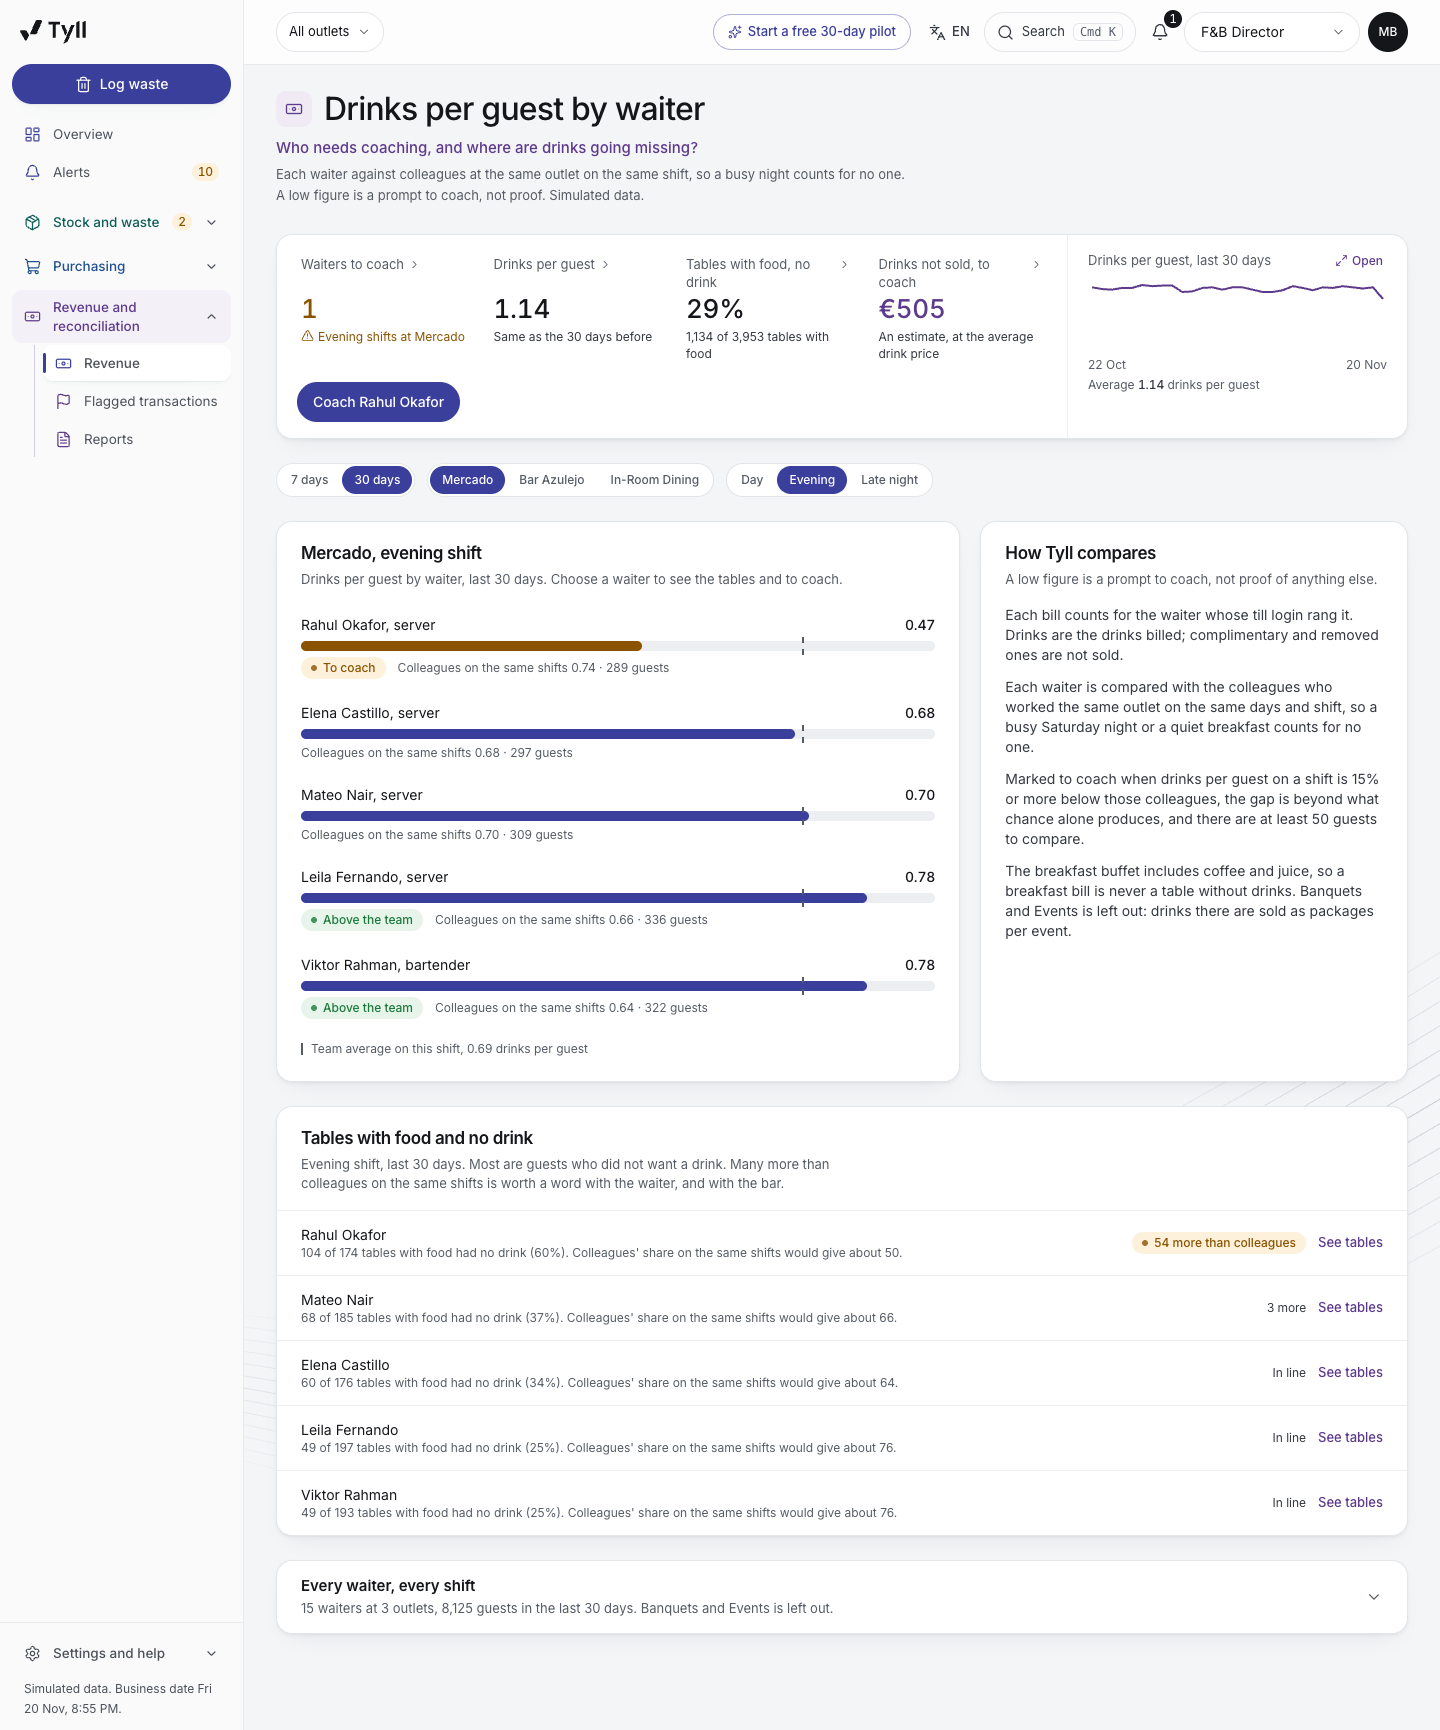 Tyll
Log waste
Overview
Alerts
10
Stock and waste
2
Purchasing
Revenue and
reconciliation
Revenue
Flagged transactions
Reports
Settings and help
Simulated data. Business date Fri
20 Nov, 8:55 PM.
All outlets
Start a free 30-day pilot
EN
Search
Cmd K
1
F&B Director
MB
Drinks per guest by waiter
Who needs coaching, and where are drinks going missing?
Each waiter against colleagues at the same outlet on the same shift, so a busy night counts for no one.
A low figure is a prompt to coach, not proof. Simulated data.
Waiters to coach
1
Evening shifts at Mercado
Drinks per guest
1.14
Same as the 30 days before
Tables with food, no
drink
29%
1,134 of 3,953 tables with
food
Drinks not sold, to
coach
€505
An estimate, at the average
drink price
Coach Rahul Okafor
Drinks per guest, last 30 days
Open
22 Oct
20 Nov
Average 1.14 drinks per guest
7 days
30 days
Mercado
Bar Azulejo
In-Room Dining
Day
Evening
Late night
Mercado, evening shift
Drinks per guest by waiter, last 30 days. Choose a waiter to see the tables and to coach.
Rahul Okafor, server
0.47
To coach
Colleagues on the same shifts 0.74 · 289 guests
Elena Castillo, server
0.68
Colleagues on the same shifts 0.68 · 297 guests
Mateo Nair, server
0.70
Colleagues on the same shifts 0.70 · 309 guests
Leila Fernando, server
0.78
Above the team
Colleagues on the same shifts 0.66 · 336 guests
Viktor Rahman, bartender
0.78
Above the team
Colleagues on the same shifts 0.64 · 322 guests
Team average on this shift, 0.69 drinks per guest
How Tyll compares
A low figure is a prompt to coach, not proof of anything else.
Each bill counts for the waiter whose till login rang it.
Drinks are the drinks billed; complimentary and removed
ones are not sold.
Each waiter is compared with the colleagues who
worked the same outlet on the same days and shift, so a
busy Saturday night or a quiet breakfast counts for no
one.
Marked to coach when drinks per guest on a shift is 15%
or more below those colleagues, the gap is beyond what
chance alone produces, and there are at least 50 guests
to compare.
The breakfast buffet includes coffee and juice, so a
breakfast bill is never a table without drinks. Banquets
and Events is left out: drinks there are sold as packages
per event.
Tables with food and no drink
Evening shift, last 30 days. Most are guests who did not want a drink. Many more than
colleagues on the same shifts is worth a word with the waiter, and with the bar.
Rahul Okafor
104 of 174 tables with food had no drink (60%). Colleagues' share on the same shifts would give about 50.
54 more than colleagues
See tables
Mateo Nair
68 of 185 tables with food had no drink (37%). Colleagues' share on the same shifts would give about 66.
3 more
See tables
Elena Castillo
60 of 176 tables with food had no drink (34%). Colleagues' share on the same shifts would give about 64.
In line
See tables
Leila Fernando
49 of 197 tables with food had no drink (25%). Colleagues' share on the same shifts would give about 76.
In line
See tables
Viktor Rahman
49 of 193 tables with food had no drink (25%). Colleagues' share on the same shifts would give about 76.
In line
See tables
Every waiter, every shift
15 waiters at 3 outlets, 8,125 guests in the last 30 days. Banquets and Events is left out.